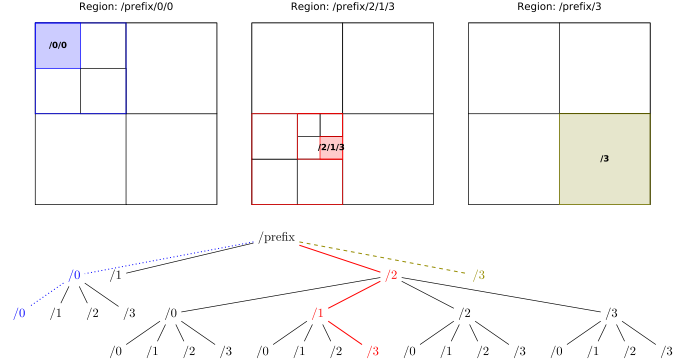 Region: /prefix/0/0 Region: /prefix/2/1/3 Region: /prefix/3
/0/0
/2/1/3
/3
/prefix
/0 /1 /2 /3
/0 /1 /2 /3 /0 /1 /2 /3
/0 /1 /2 /3 /0 /1 /2 /3 /0 /1 /2 /3 /0 /1 /2 /3